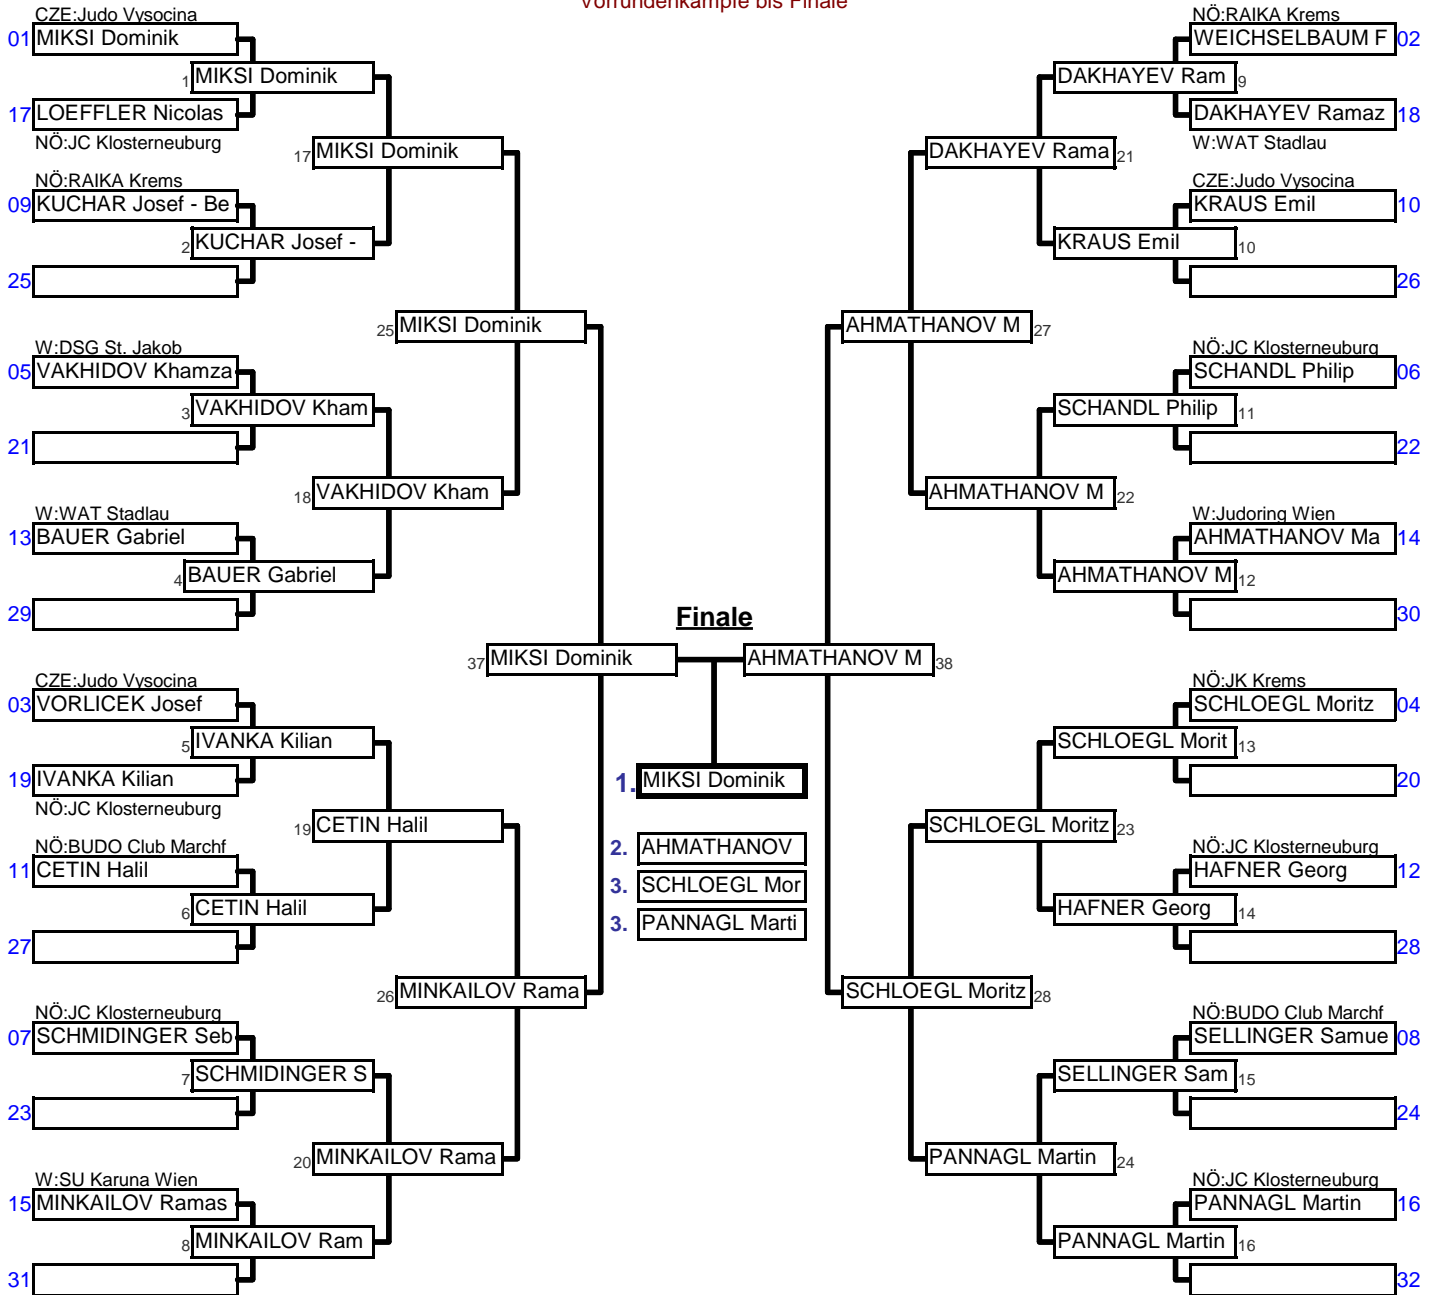 Vorrundenkämpfe bis Finale
CZE:Judo Vysocina
01 MIKSI Dominik
1 MIKSI Dominik
17 LOEFFLER Nicolas
NÖ:JC Klosterneuburg
17 MIKSI Dominik
NÖ:RAIKA Krems
09 KUCHAR Josef - Be
2 KUCHAR Josef -
25
25 MIKSI Dominik
W:DSG St. Jakob
05 VAKHIDOV Khamza
3 VAKHIDOV Kham
21
18 VAKHIDOV Kham
W:WAT Stadlau
13 BAUER Gabriel
4 BAUER Gabriel
29
37 MIKSI Dominik
CZE:Judo Vysocina
03 VORLICEK Josef
5 IVANKA Kilian
19 IVANKA Kilian
NÖ:JC Klosterneuburg
19 CETIN Halil
NÖ:BUDO Club Marchf
11 CETIN Halil
6 CETIN Halil
27
26 MINKAILOV Rama
NÖ:JC Klosterneuburg
07 SCHMIDINGER Seb
7 SCHMIDINGER S
23
20 MINKAILOV Rama
W:SU Karuna Wien
15 MINKAILOV Ramas
8 MINKAILOV Ram
31
Finale
1. MIKSI Dominik
2. AHMATHANOV
3. SCHLOEGL Mor
3. PANNAGL Marti
NÖ:RAIKA Krems
WEICHSELBAUM F 02
DAKHAYEV Ram 9
DAKHAYEV Ramaz 18
W:WAT Stadlau
DAKHAYEV Rama 21
CZE:Judo Vysocina
KRAUS Emil 10
KRAUS Emil 10
26
AHMATHANOV M 27
NÖ:JC Klosterneuburg
SCHANDL Philip 06
SCHANDL Philip 11
22
AHMATHANOV M 22
W:Judoring Wien
AHMATHANOV Ma 14
AHMATHANOV M 12
30
AHMATHANOV M 38
NÖ:JK Krems
SCHLOEGL Moritz 04
SCHLOEGL Morit 13
20
SCHLOEGL Moritz 23
NÖ:JC Klosterneuburg
HAFNER Georg 12
HAFNER Georg 14
28
SCHLOEGL Moritz 28
NÖ:BUDO Club Marchf
SELLINGER Samue 08
SELLINGER Sam 15
24
PANNAGL Martin 24
NÖ:JC Klosterneuburg
PANNAGL Martin 16
PANNAGL Martin 16
32